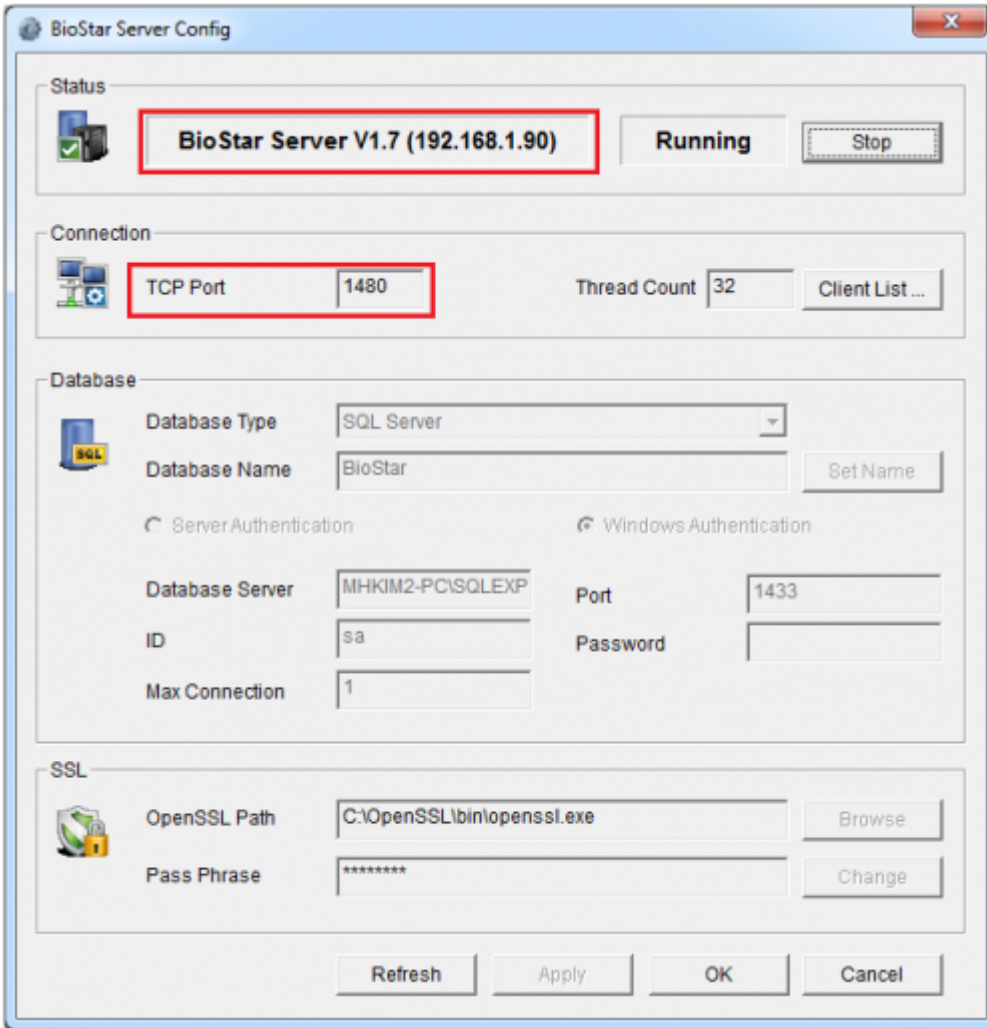 BioStar Server Config
Status
BioStar Server V1.7 (192.168.1.90) Running Stop
Connection
TCP Port 1480 Thread Count 32 Client List ...
Database
Database Type SQL Server
Database Name BioStar Set Name
Server Authentication Windows Authentication
Database Server MHKIM2-PC\SQLEXP Port 1433
ID sa Password
Max Connection 1
SSL
OpenSSL Path C:\OpenSSL\bin\openssl.exe Browse
Pass Phrase ******** Change
Refresh Apply OK Cancel